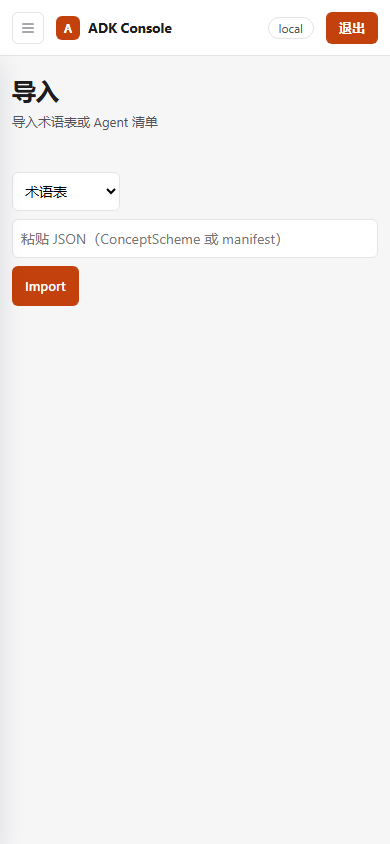 A ADK Console local 退出
导入
导入术语表或 Agent 清单
术语表
粘贴 JSON（ConceptScheme 或 manifest）
Import